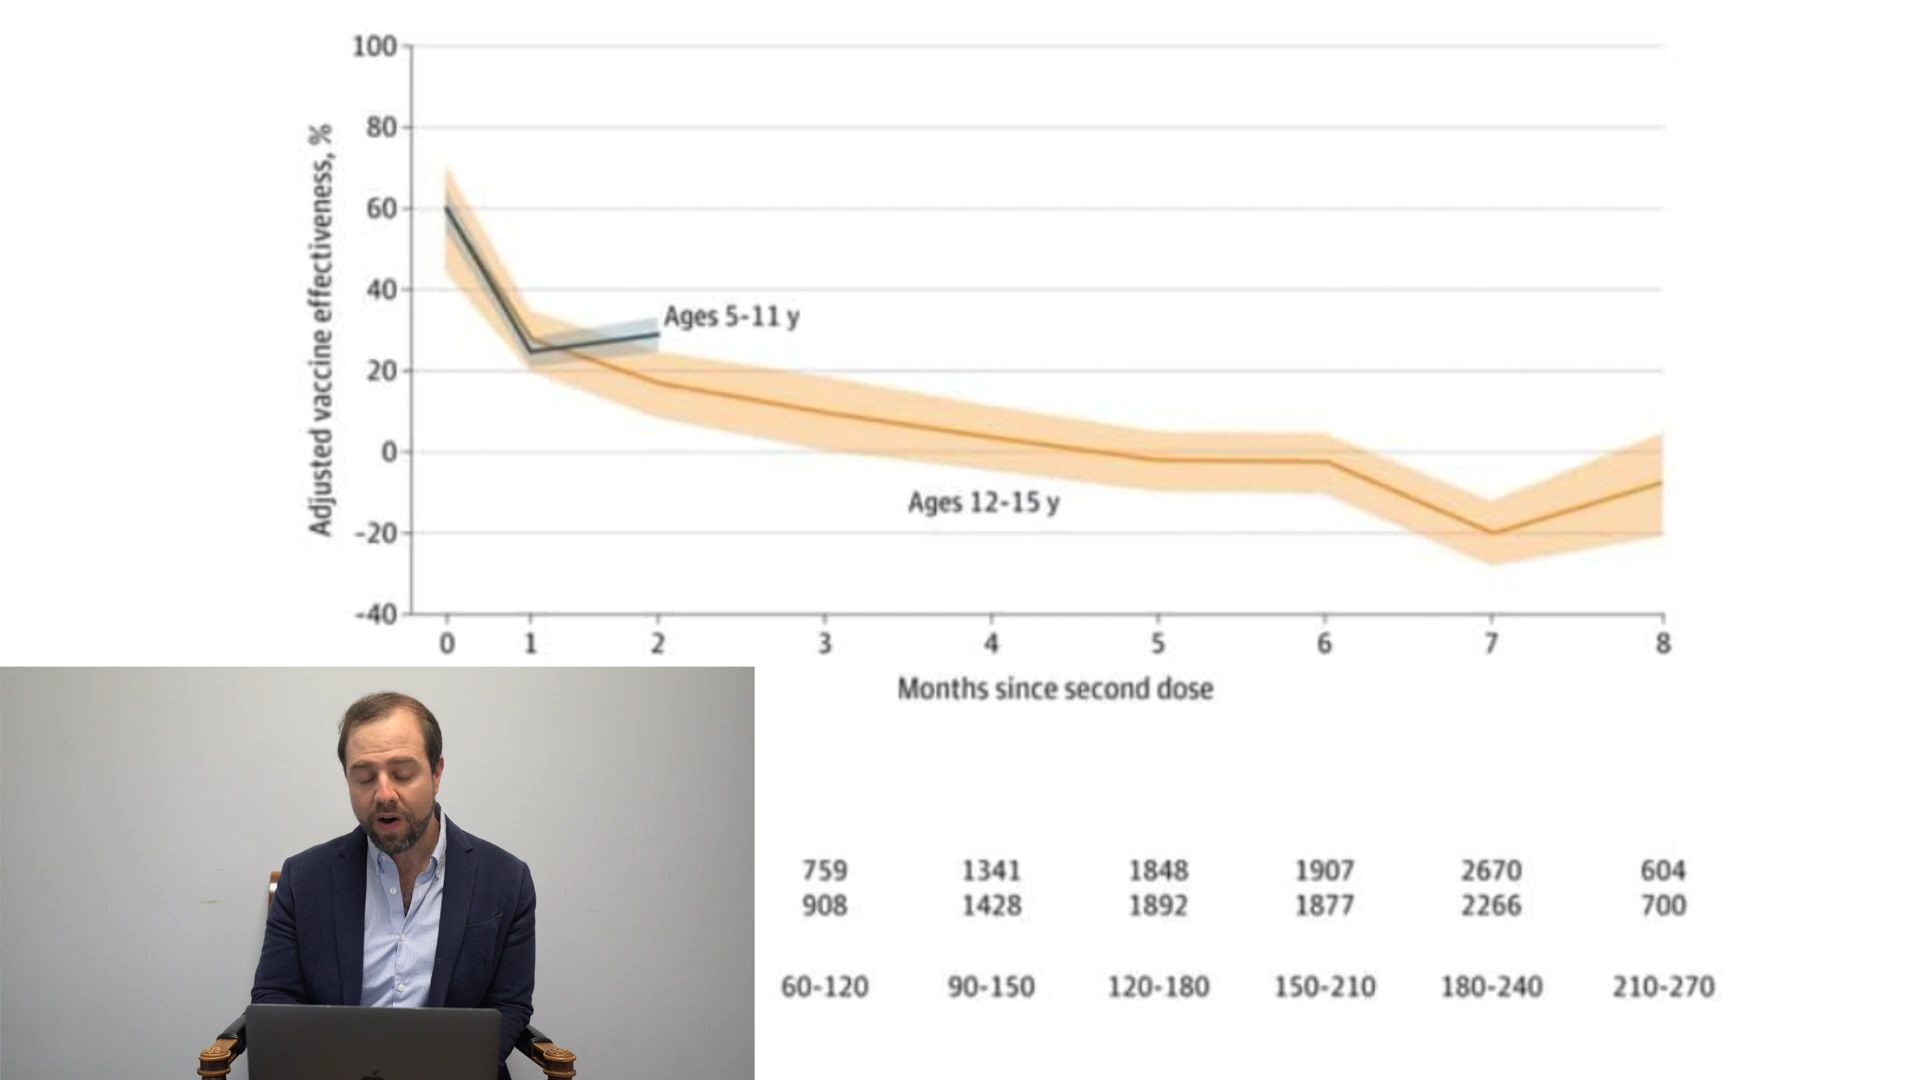 100
80
60
40
20
0
-20
-40
Adjusted vaccine effectiveness, %
Ages 5-11 y
Ages 12-15 y
0 1 2 3 4 5 6 7 8
Months since second dose
759 1341 1848 1907 2670 604
908 1428 1892 1877 2266 700
60-120 90-150 120-180 150-210 180-240 210-270